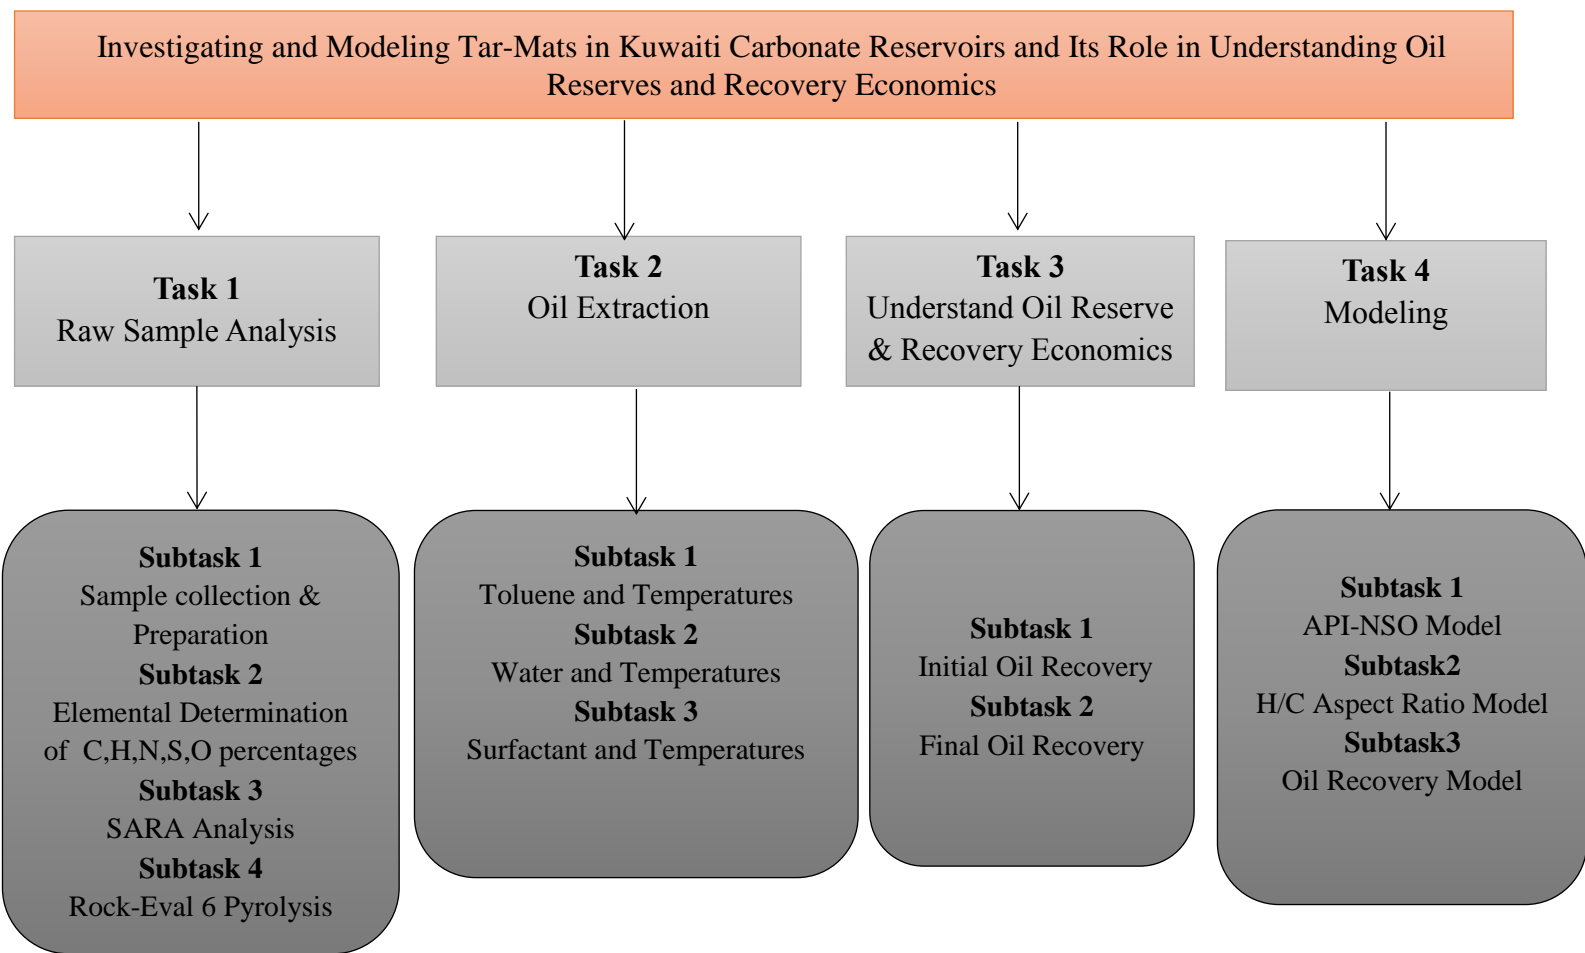 Investigating and Modeling Tar-Mats in Kuwaiti Carbonate Reservoirs and Its Role in Understanding Oil
Reserves and Recovery Economics
Task 1
Raw Sample Analysis
Task 2
Oil Extraction
Task 3
Understand Oil Reserve
& Recovery Economics
Task 4
Modeling
Subtask 1
Sample collection &
Preparation
Subtask 2
Elemental Determination
of C,H,N,S,O percentages
Subtask 3
SARA Analysis
Subtask 4
Rock-Eval 6 Pyrolysis
Subtask 1
Toluene and Temperatures
Subtask 2
Water and Temperatures
Subtask 3
Surfactant and Temperatures
Subtask 1
Initial Oil Recovery
Subtask 2
Final Oil Recovery
Subtask 1
API-NSO Model
Subtask2
H/C Aspect Ratio Model
Subtask3
Oil Recovery Model